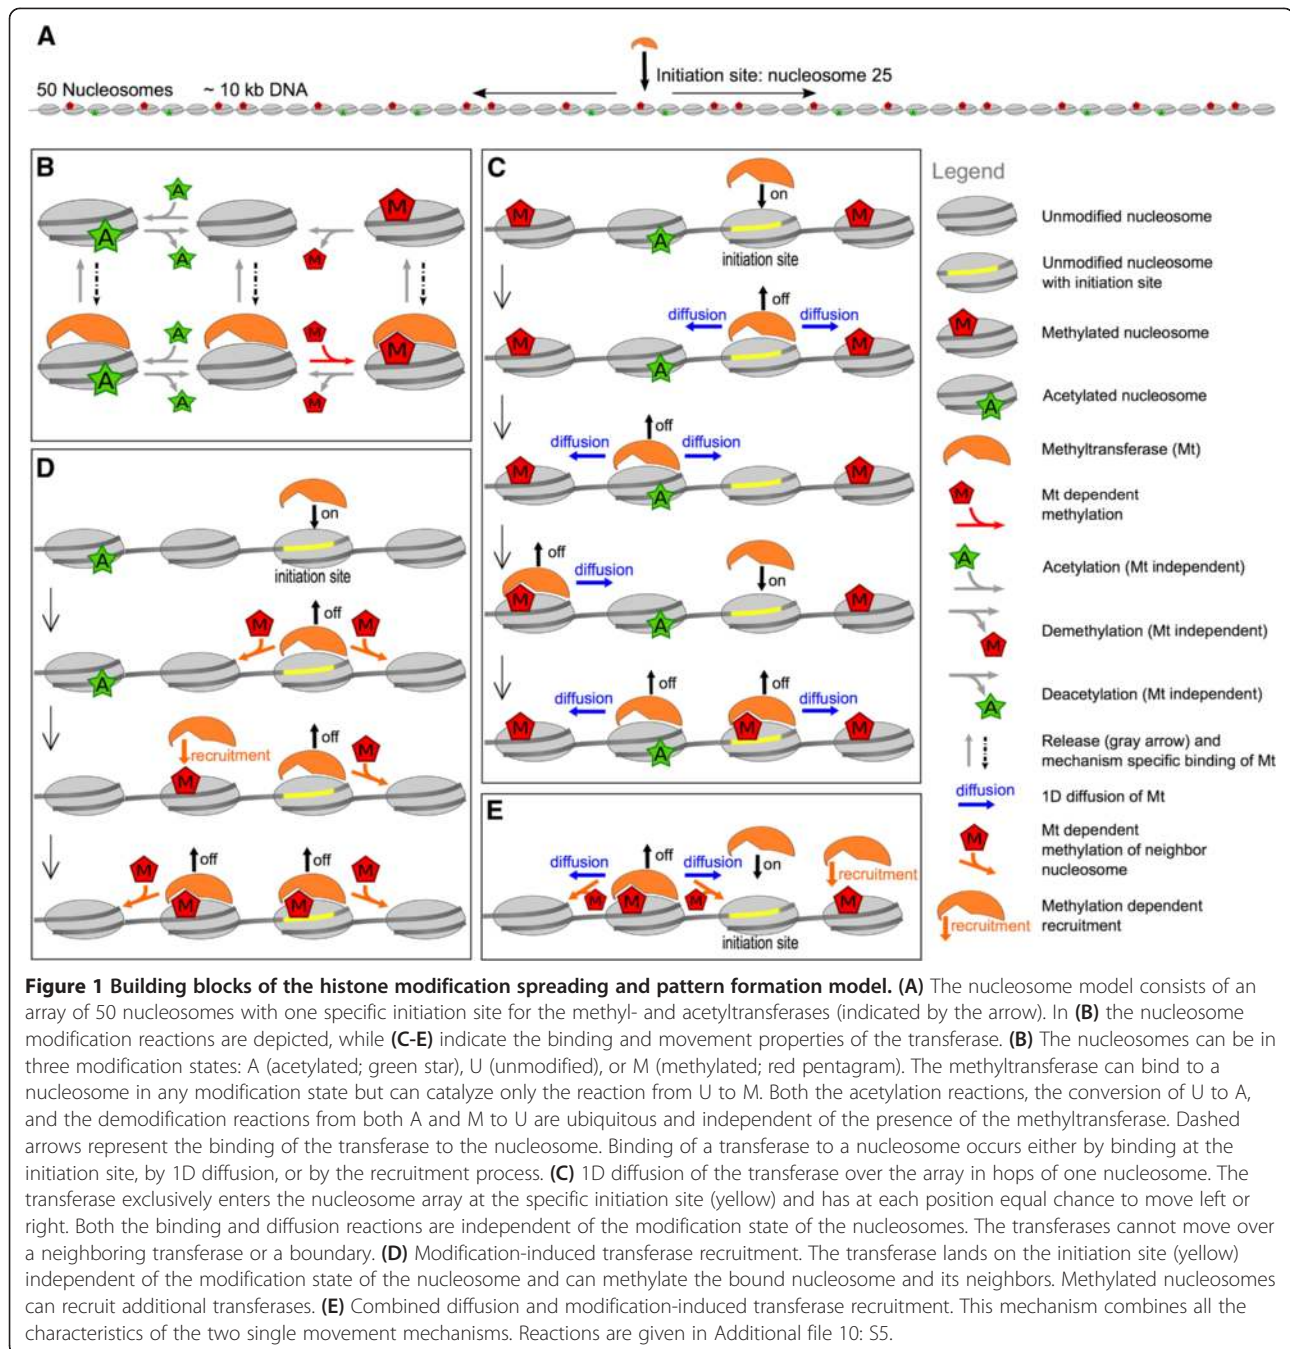 A
Initiation site: nucleosome 25
50 Nucleosomes ~ 10 kb DNA
B
A
M
A
A
M
A
M
A
M
A
A
M
C
on
M
A
M
initiation site
off
diffusion
diffusion
M
A
M
off
diffusion
diffusion
M
A
M
off
diffusion
on
M
A
M
off
off
diffusion
diffusion
M
A
M
M
D
on
A
initiation site
M
off
M
A
recruitment
off
M
M
M
off
off
M
M
M
E
diffusion
off
diffusion
on
recruitment
M
M
M
M
initiation site
Legend
Unmodified nucleosome
Unmodified nucleosome
with initiation site
M
Methylated nucleosome
A
Acetylated nucleosome
Methyltransferase (Mt)
M
Mt dependent
methylation
A
Acetylation (Mt independent)
M
Demethylation (Mt independent)
A
Deacetylation (Mt independent)
Release (gray arrow) and
mechanism specific binding of Mt
diffusion
1D diffusion of Mt
M
Mt dependent
methylation of neighbor
nucleosome
recruitment
Methylation dependent
recruitment
Figure 1 Building blocks of the histone modification spreading and pattern formation model. (A) The nucleosome model consists of an
array of 50 nucleosomes with one specific initiation site for the methyl- and acetyltransferases (indicated by the arrow). In (B) the nucleosome
modification reactions are depicted, while (C-E) indicate the binding and movement properties of the transferase. (B) The nucleosomes can be in
three modification states: A (acetylated; green star), U (unmodified), or M (methylated; red pentagram). The methyltransferase can bind to a
nucleosome in any modification state but can catalyze only the reaction from U to M. Both the acetylation reactions, the conversion of U to A,
and the demodification reactions from both A and M to U are ubiquitous and independent of the presence of the methyltransferase. Dashed
arrows represent the binding of the transferase to the nucleosome. Binding of a transferase to a nucleosome occurs either by binding at the
initiation site, by 1D diffusion, or by the recruitment process. (C) 1D diffusion of the transferase over the array in hops of one nucleosome. The
transferase exclusively enters the nucleosome array at the specific initiation site (yellow) and has at each position equal chance to move left or
right. Both the binding and diffusion reactions are independent of the modification state of the nucleosomes. The transferases cannot move over
a neighboring transferase or a boundary. (D) Modification-induced transferase recruitment. The transferase lands on the initiation site (yellow)
independent of the modification state of the nucleosome and can methylate the bound nucleosome and its neighbors. Methylated nucleosomes
can recruit additional transferases. (E) Combined diffusion and modification-induced transferase recruitment. This mechanism combines all the
characteristics of the two single movement mechanisms. Reactions are given in Additional file 10: S5.